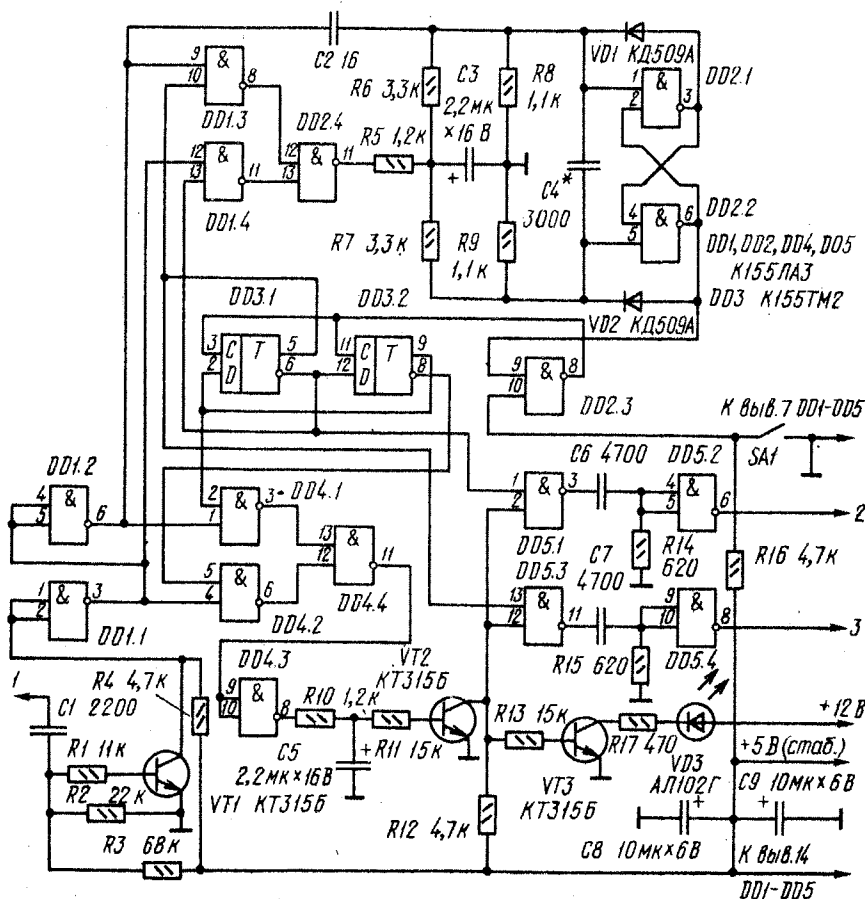 C2 16
VD1 КД509А
9
10
&
8
R6 3,3к
C3
2,2мк
×16 В
R8
1,1к
1
2
&
3
DD2.1
DD1.3
DD2.4
R5 1,2к
12
13
&
11
12
13
&
11
+
C4*
3000
DD1.4
R7 3,3к
R9
1,1к
4
5
&
6
DD2.2
DD1, DD2, DD4, DD5
К155ЛА3
DD3 К155ТМ2
DD3.1
DD3.2
VD2 КД509А
3
2
C
D
T
5
6
11
12
C
D
T
9
8
9
10
&
8
DD2.3
К выв.7 DD1-DD5
SA1
DD1.2
4
5
&
6
2
1
&
3
DD4.1
C6 4700
DD5.2
1
2
&
3
4
5
&
6
2
DD5.1
13
12
&
11
DD4.4
C7
4700
R14
620
R16 4,7к
1
2
&
3
DD1.1
5
4
&
6
DD4.2
DD5.3
13
12
&
11
9
10
&
8
3
DD5.4
R15 620
DD4.3
9
10
&
8
R10 1,2к
VT2
КТ315б
1
C1
2200
R4 4,7к
R13 15к
R17 470
+12 В
+5 В (стаб.)
R1 11к
C5
2,2мк×16В
+
R11 15к
VT3
КТ315б
VD3
АЛ102Г
C9 10мк×6В
R2
22 к
VT1 КТ315б
R12 4,7к
+
+
R3 68к
C8 10мк×6В
К выв.14
DD1-DD5